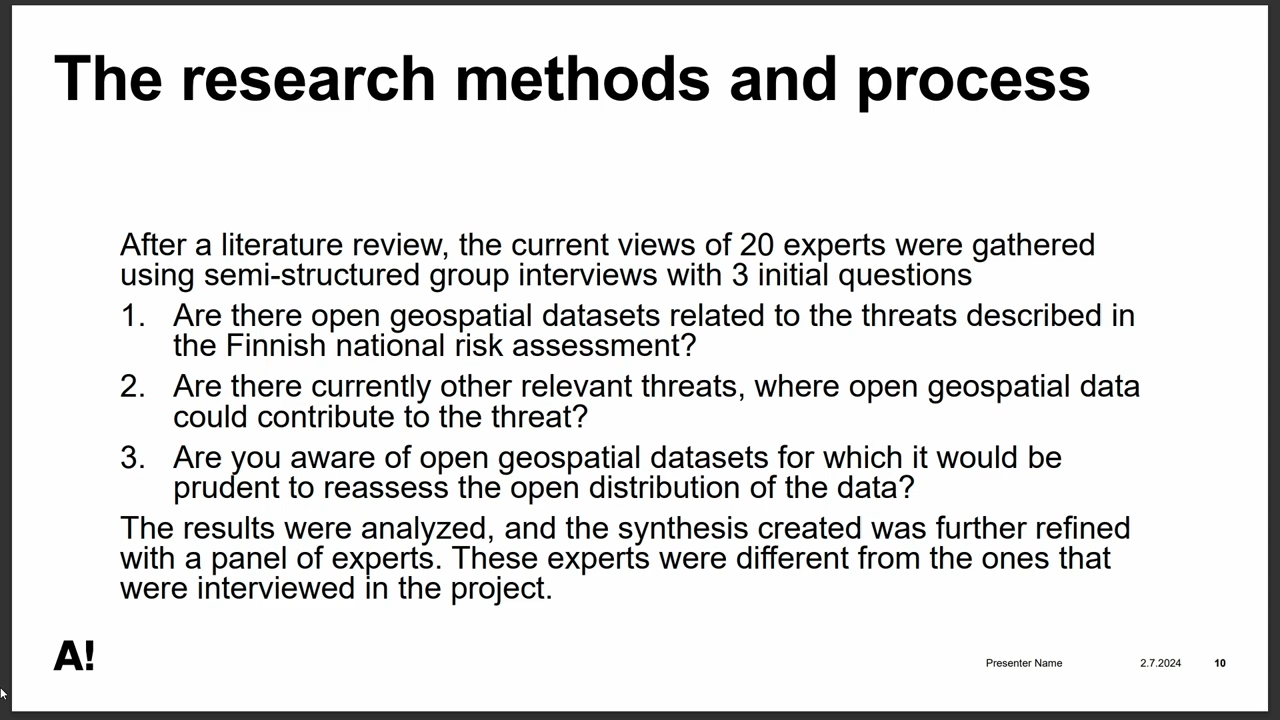 The research methods and process
After a literature review, the current views of 20 experts were gathered
using semi-structured group interviews with 3 initial questions
1. Are there open geospatial datasets related to the threats described in
the Finnish national risk assessment?
2. Are there currently other relevant threats, where open geospatial data
could contribute to the threat?
3. Are you aware of open geospatial datasets for which it would be
prudent to reassess the open distribution of the data?
The results were analyzed, and the synthesis created was further refined
with a panel of experts. These experts were different from the ones that
were interviewed in the project.
A!
Presenter Name 2.7.2024 10